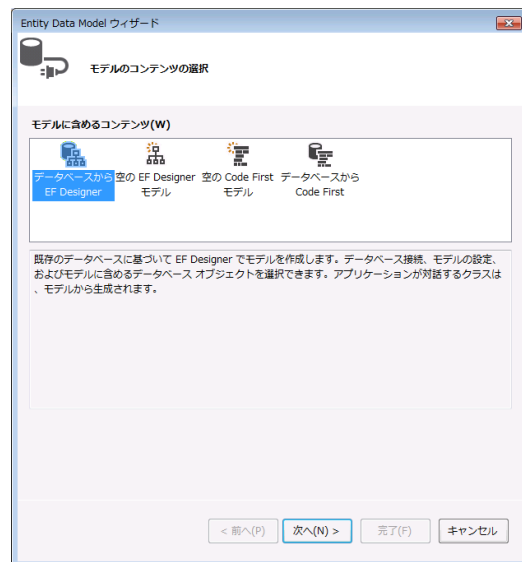 Entity Data Model ウィザード
モデルのコンテンツの選択
モデルに含めるコンテンツ(W)
データベースから
EF Designer
空の EF Designer
モデル
空の Code First
モデル
データベースから
Code First
既存のデータベースに基づいて EF Designer でモデルを作成します。データベース接続、モデルの設定、
およびモデルに含めるデータベース オブジェクトを選択できます。アプリケーションが対話するクラスは
、モデルから生成されます。
< 前へ(P)
次へ(N) >
完了(F)
キャンセル